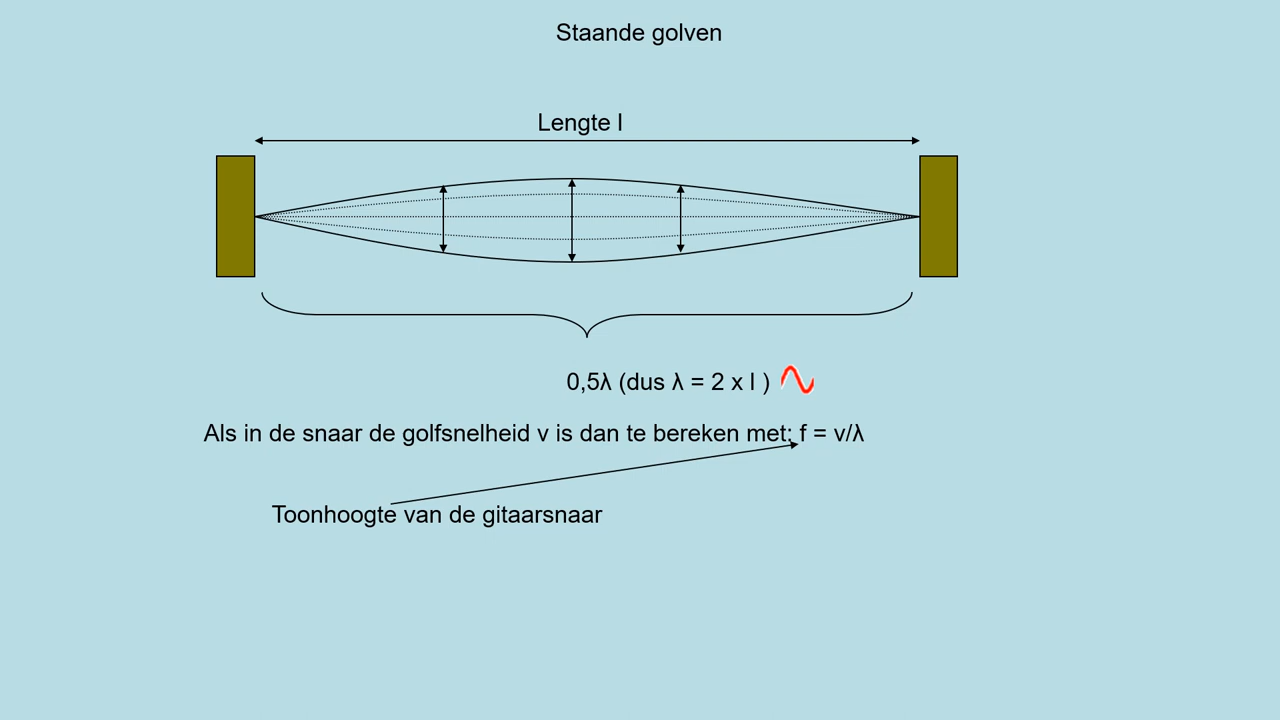 Staande golven
Lengte l
0,5λ (dus λ = 2 x l )
Als in de snaar de golfsnelheid v is dan te bereken met: f = v/λ
Toonhoogte van de gitaarsnaar